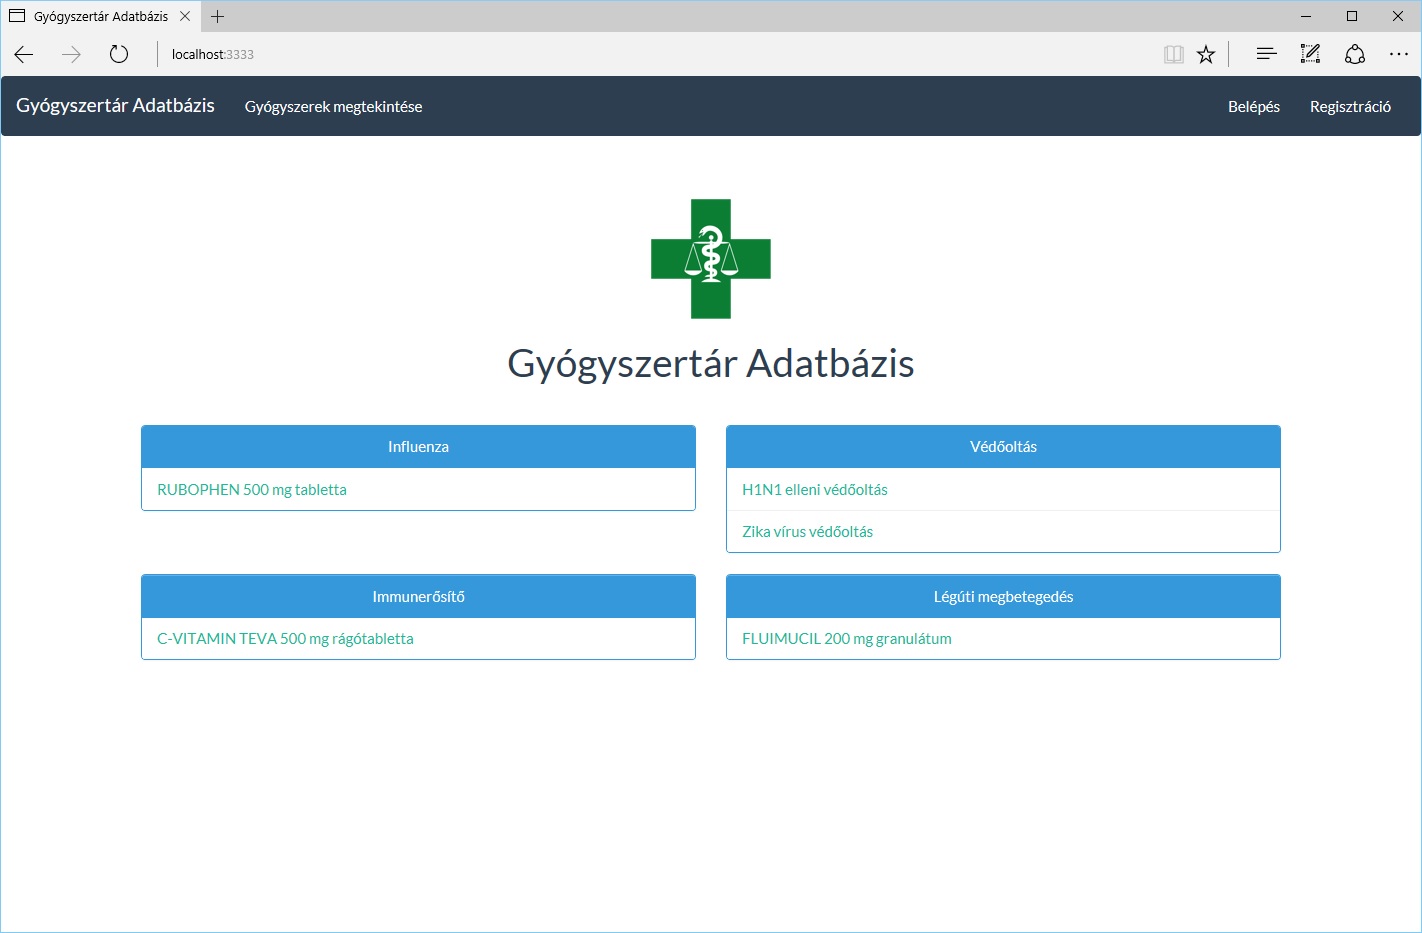 Gyógyszertár Adatbázis
localhost:3333
Gyógyszertár Adatbázis
Gyógyszerek megtekintése
Belépés
Regisztráció
Gyógyszertár Adatbázis
Influenza
RUBOPHEN 500 mg tabletta
Védőoltás
H1N1 elleni védőoltás
Zika vírus védőoltás
Immunerősítő
C-VITAMIN TEVA 500 mg rágótabletta
Légúti megbetegedés
FLUIMUCIL 200 mg granulátum